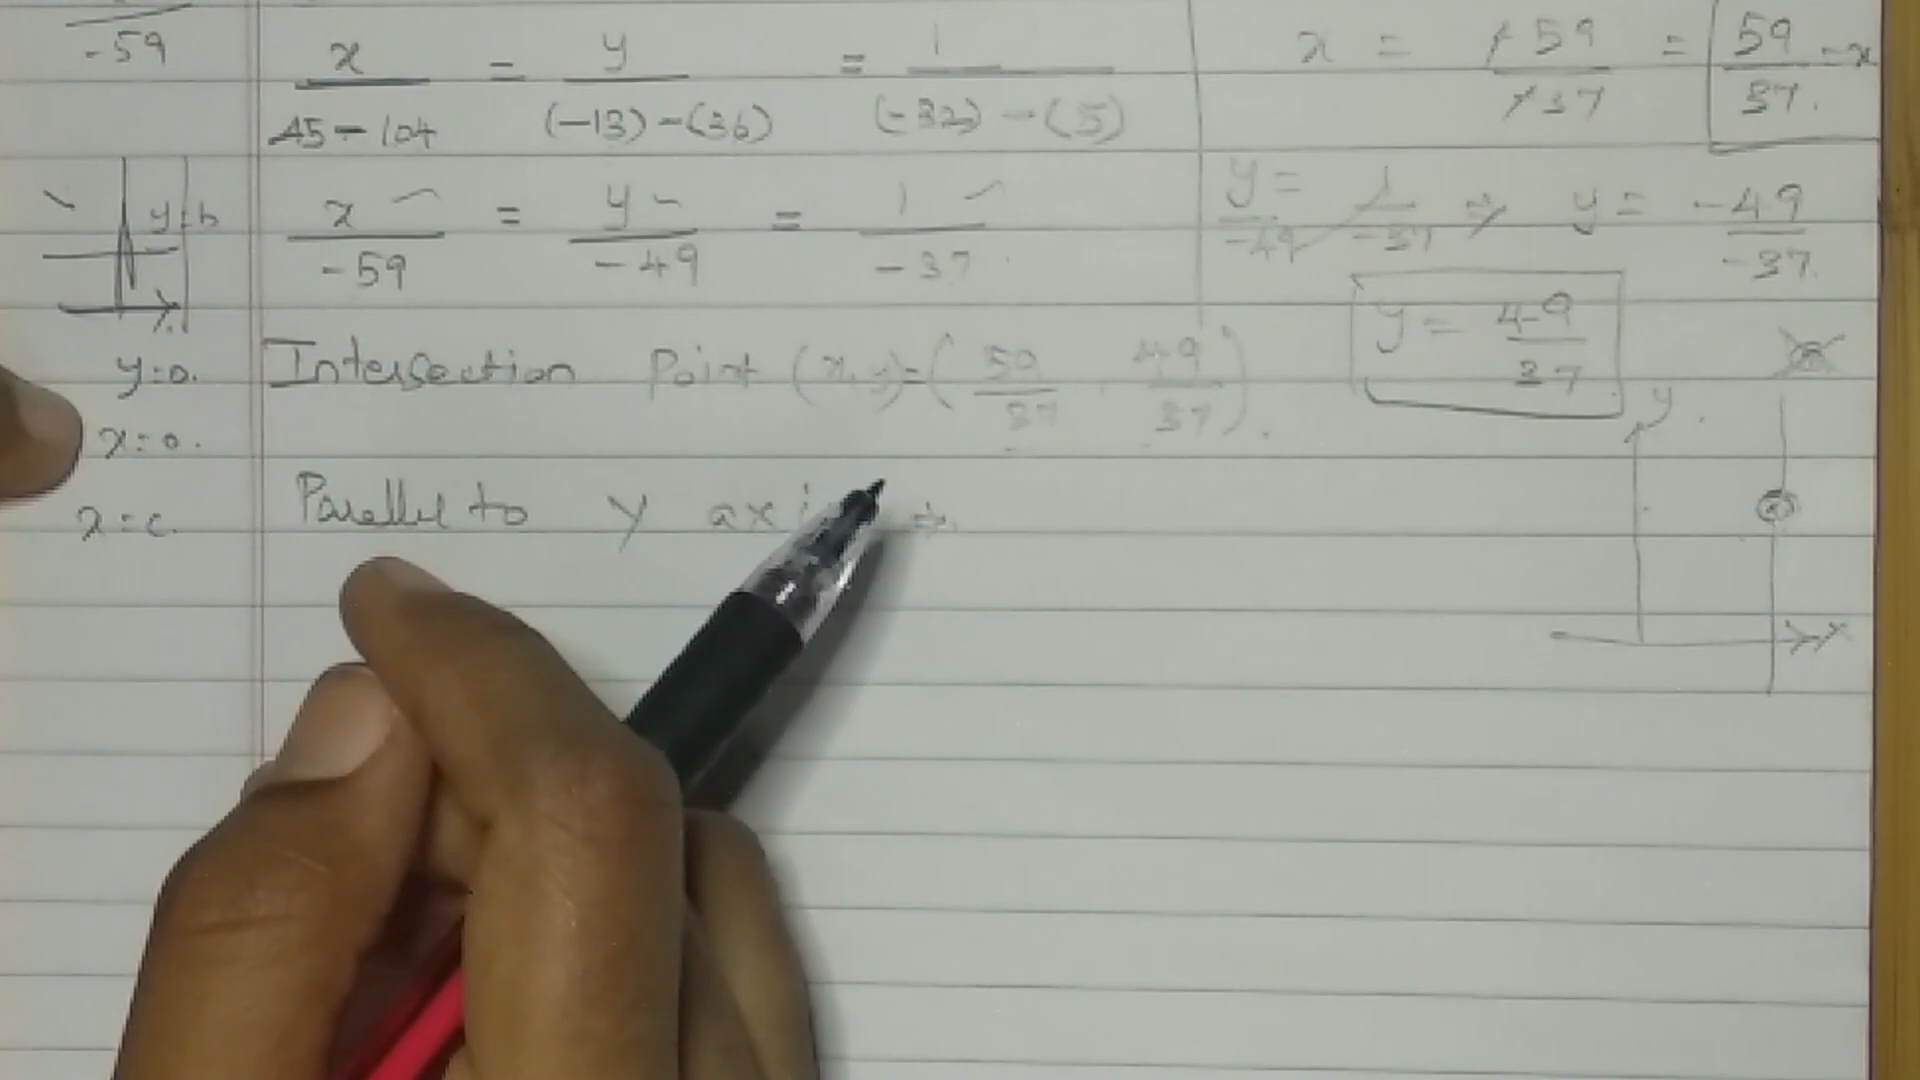 -59
x/45-104 = y/(-13)-(36) = 1/(-32)-(5)
x/-59 = y/-49 = 1/-37
Intersection Point (x,y)=(59/37, 49/37).
Parallel to y axis ⇒
x = -59/-37 = 59/37 = x
y/-49 = 1/-37 ⇒ y = -49/-37
y = 49/37
y=b
y=0.
x=0.
x=c.
y
x